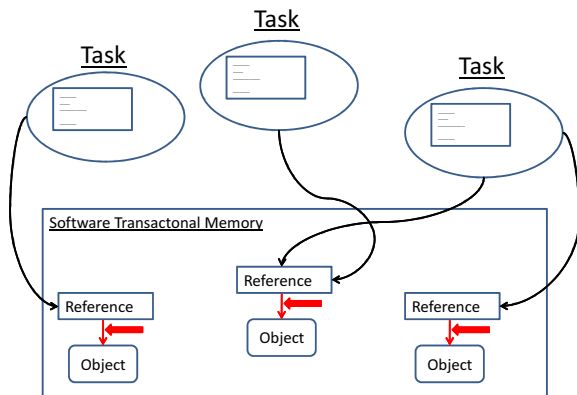 Task
Task
Task
Software Transactonal Memory
Reference
Reference
Reference
Object
Object
Object